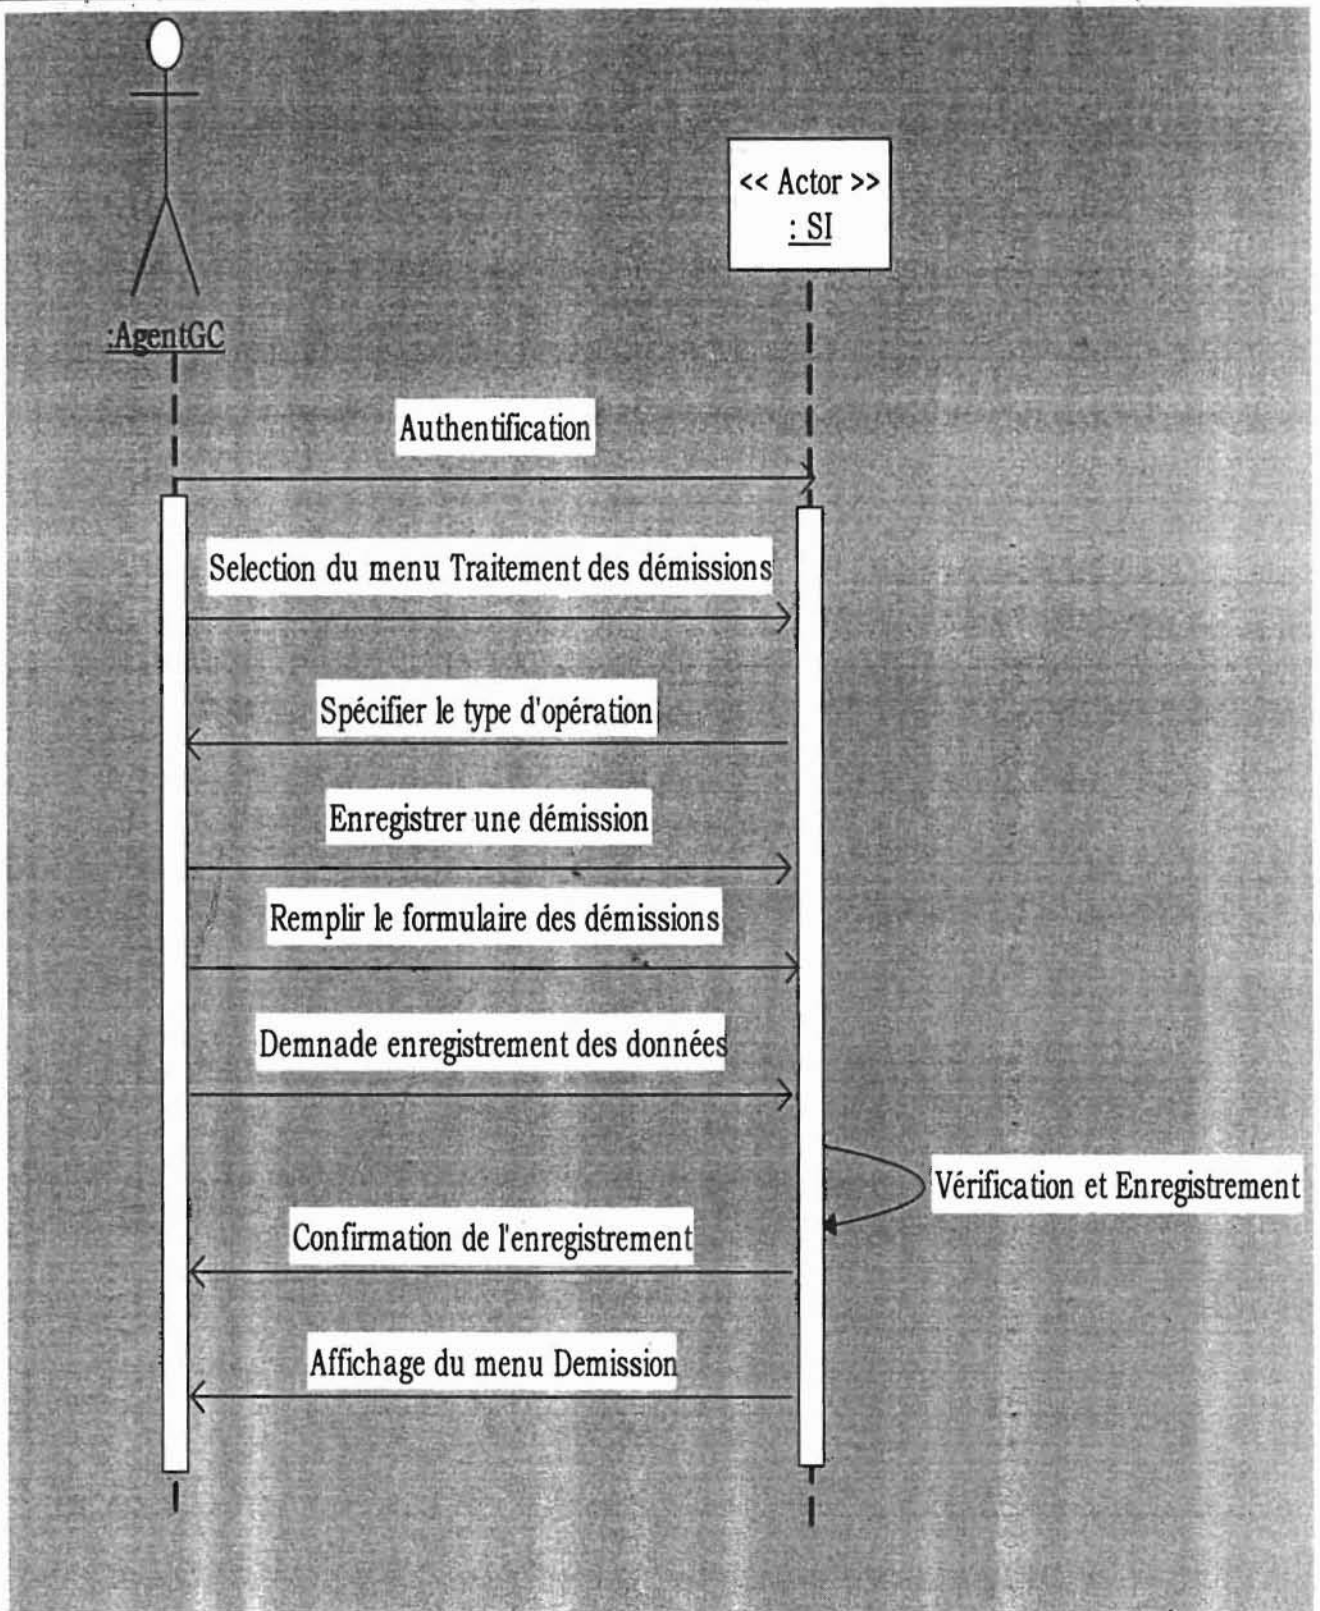 << Actor >>
: SI
:AgentGC
Authentification
Selection du menu Traitement des démissions
Spécifier le type d'opération
Enregistrer une démission
Remplir le formulaire des démissions
Demnade enregistrement des données
Vérification et Enregistrement
Confirmation de l'enregistrement
Affichage du menu Demission